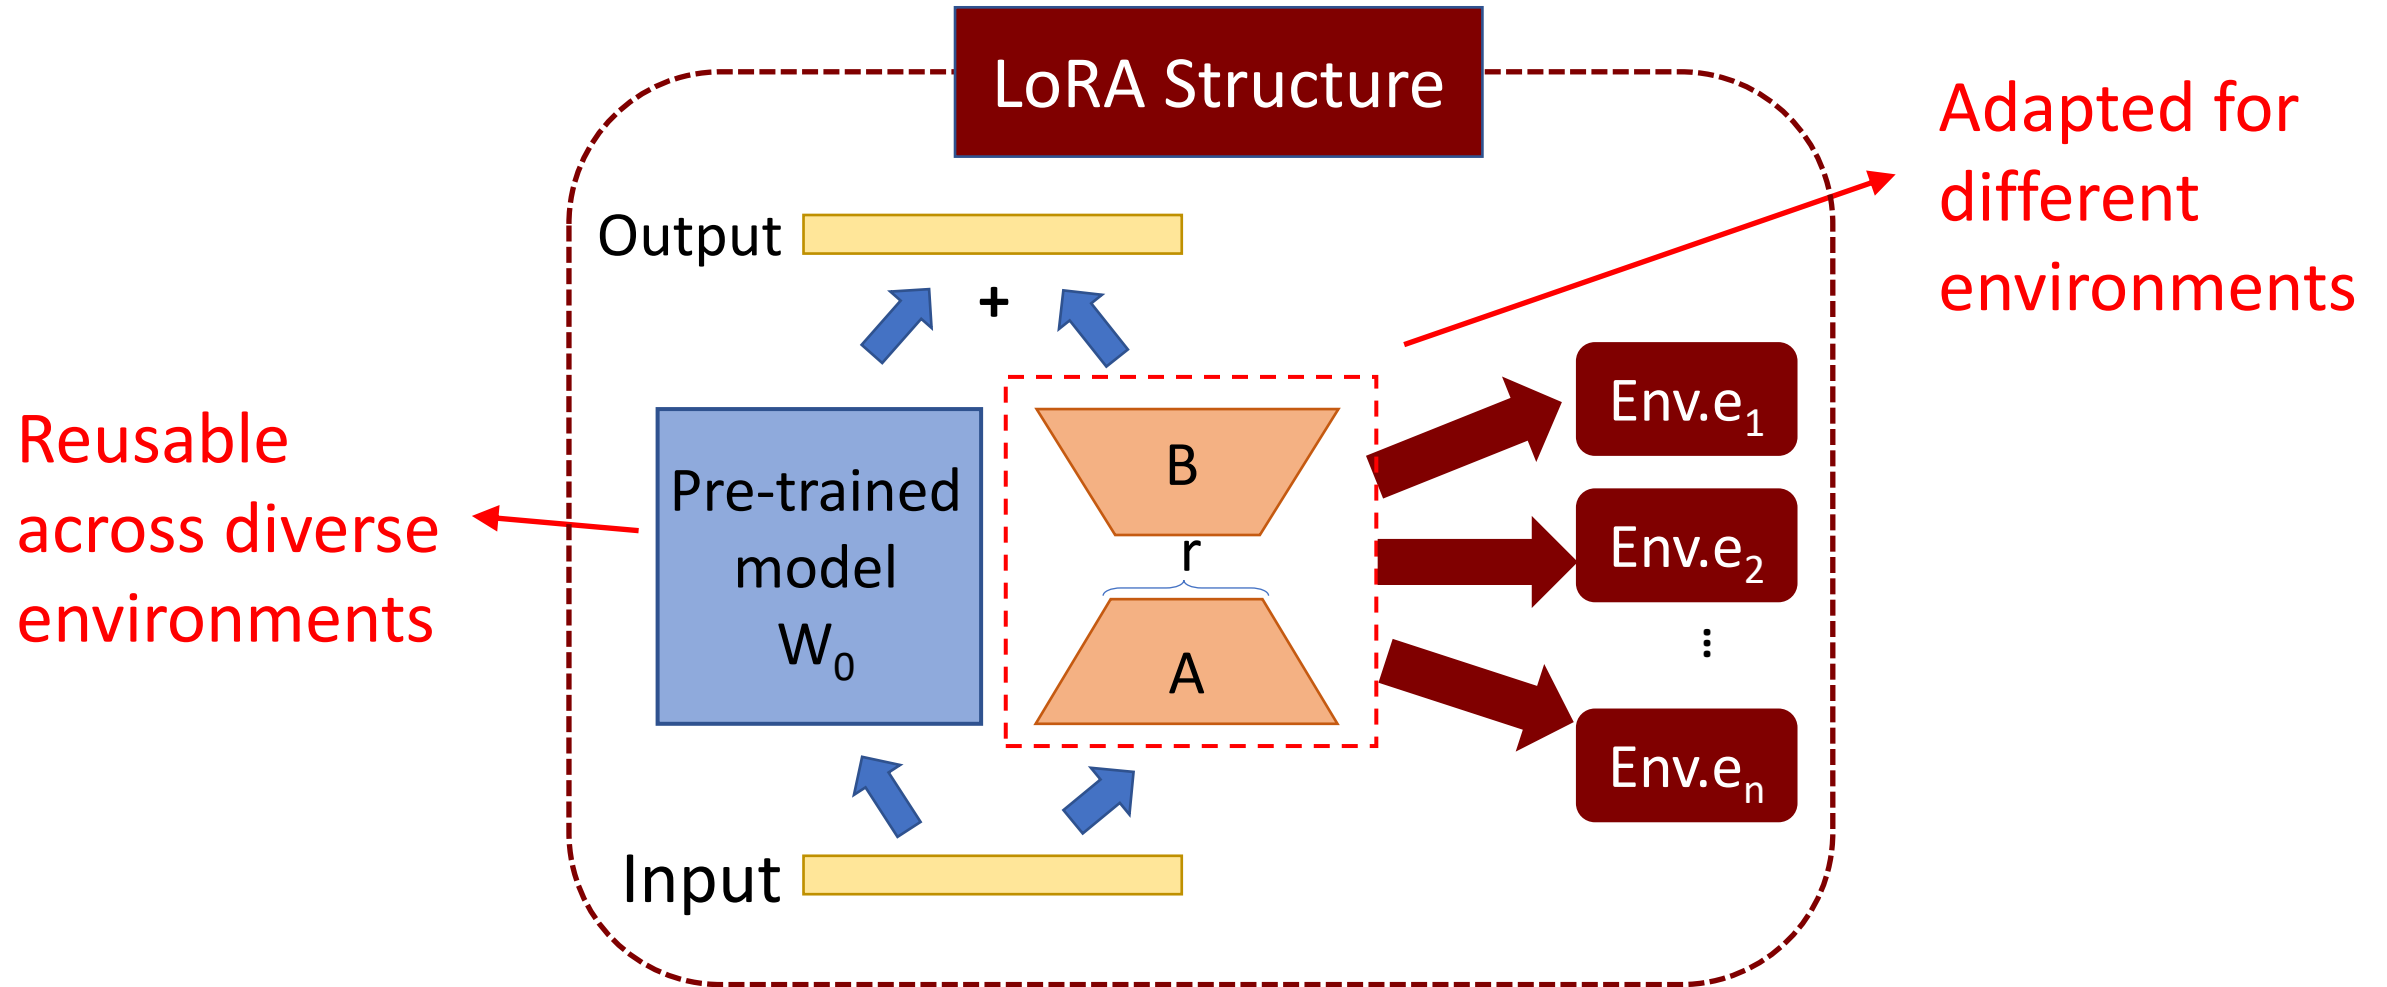 LoRA Structure
Adapted for
different
environments
Output
+
Reusable
across diverse
environments
Pre-trained
model
W₀
B
r
A
Env.e₁
Env.e₂
⋮
Env.eₙ
Input